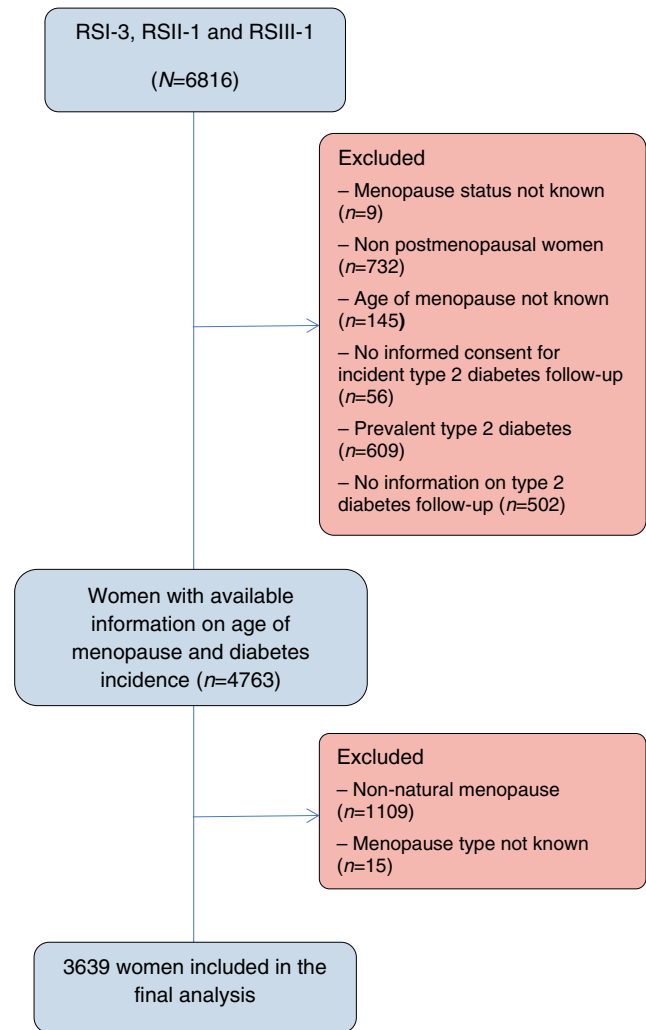 RSI-3, RSII-1 and RSIII-1
(N=6816)
Excluded
– Menopause status not known
(n=9)
– Non postmenopausal women
(n=732)
– Age of menopause not known
(n=145)
– No informed consent for
incident type 2 diabetes follow-up
(n=56)
– Prevalent type 2 diabetes
(n=609)
– No information on type 2
diabetes follow-up (n=502)
Women with available
information on age of
menopause and diabetes
incidence (n=4763)
Excluded
– Non-natural menopause
(n=1109)
– Menopause type not known
(n=15)
3639 women included in the
final analysis